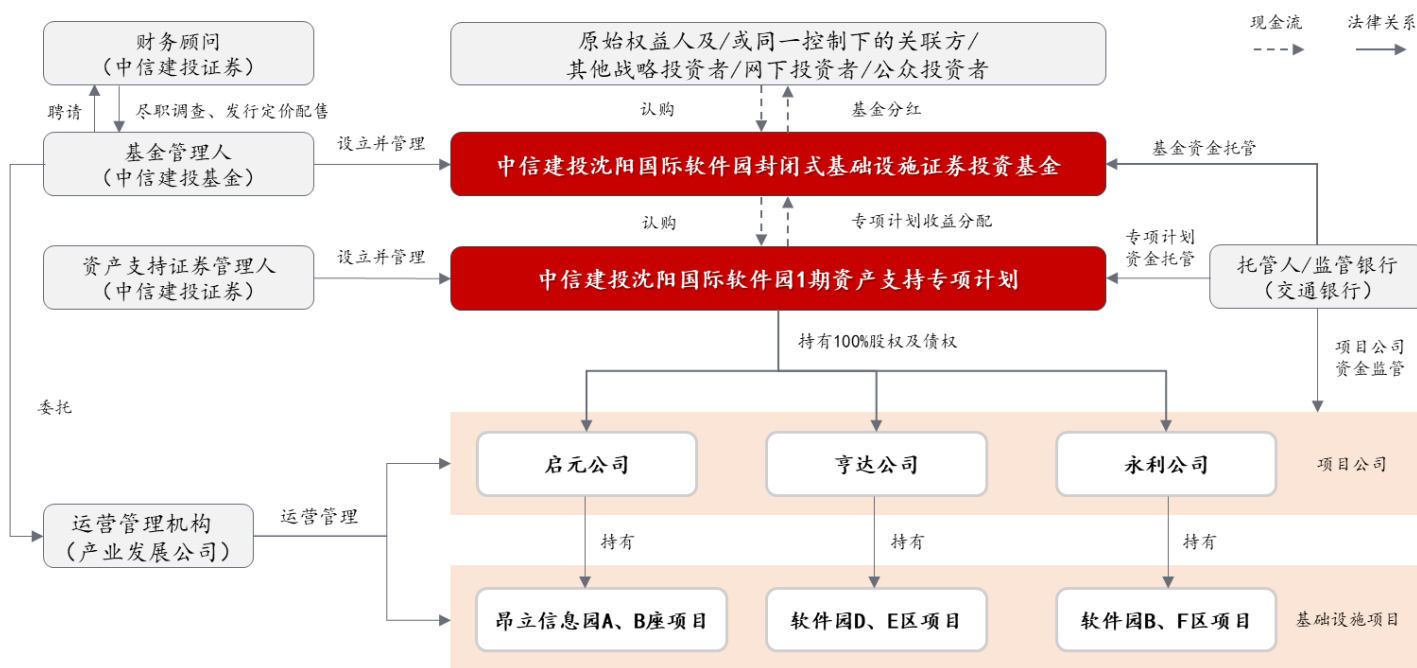 现金流
法律关系
财务顾问
（中信建投证券）
原始权益人及/或同一控制下的关联方/
其他战略投资者/网下投资者/公众投资者
聘请
尽职调查、发行定价配售
认购
基金分红
基金管理人
（中信建投基金）
设立并管理
中信建投沈阳国际软件园封闭式基础设施证券投资基金
基金资金托管
认购
专项计划收益分配
资产支持证券管理人
（中信建投证券）
设立并管理
中信建投沈阳国际软件园1期资产支持专项计划
专项计划
资金托管
托管人/监管银行
（交通银行）
持有100%股权及债权
项目公司
资金监管
委托
启元公司
亨达公司
永利公司
项目公司
运营管理机构
（产业发展公司）
运营管理
持有
持有
持有
昂立信息园A、B座项目
软件园D、E区项目
软件园B、F区项目
基础设施项目